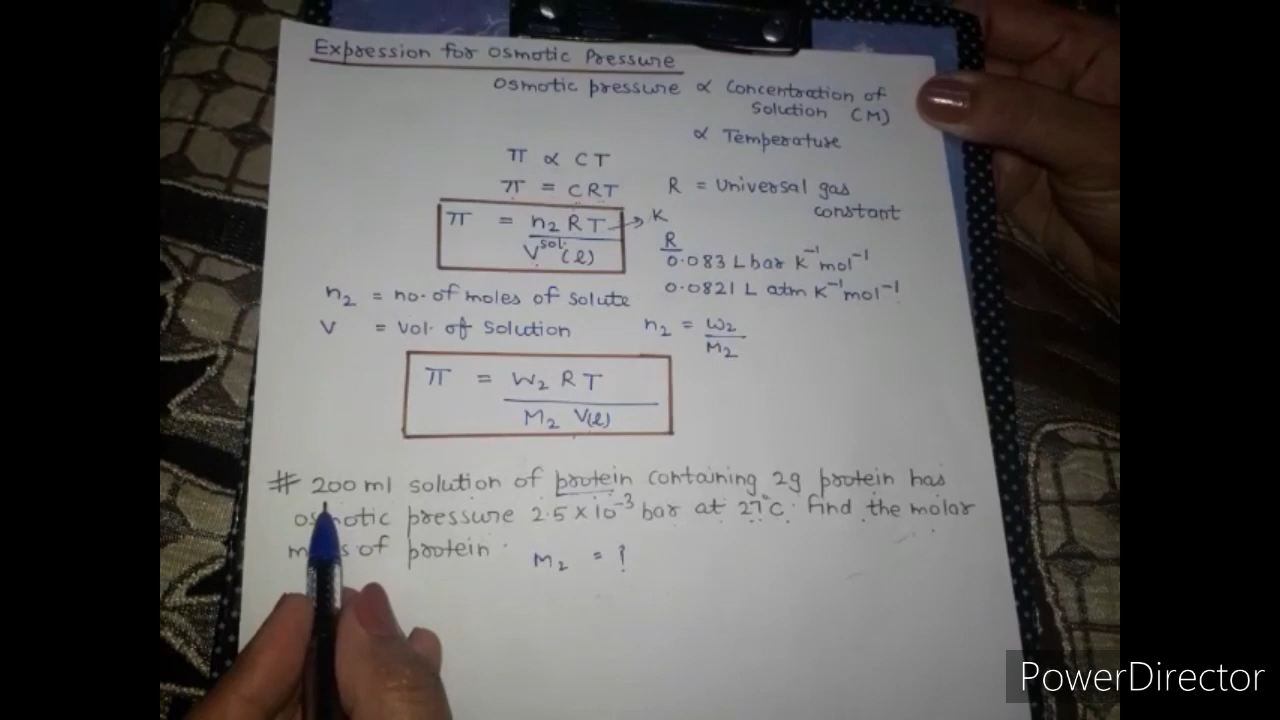 Expression for Osmotic Pressure
Osmotic pressure ∝ Concentration of
Solution (M)
∝ Temperature
π ∝ CT
π = CRT
R = Universal gas
constant
π = n₂ R T → K
V sol. (l)
R
0.083 L bar K⁻¹ mol⁻¹
0.0821 L atm K⁻¹ mol⁻¹
n₂ = no. of moles of solute
V = Vol. of Solution
n₂ = W₂
M₂
π = W₂ R T
M₂ V(l)
# 200 ml solution of protein containing 2g protein has
osmotic pressure 2.5 × 10⁻³ bar at 27°C. Find the molar
of protein.
M₂ = ?
PowerDirector